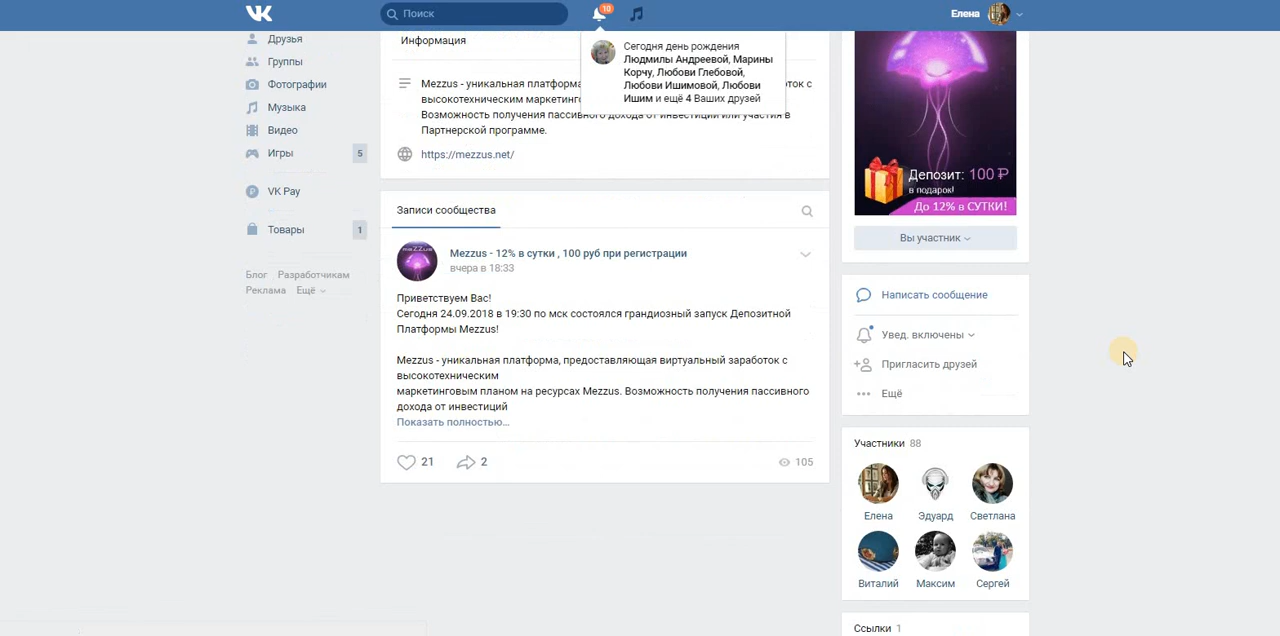 Поиск
10
Елена
Друзья
Группы
Фотографии
Музыка
Видео
Игры
5
VK Pay
Товары
1
Блог Разработчикам
Реклама Ещё
Информация
Сегодня день рождения
Людмилы Андреевой, Марины
Корчу, Любови Глебовой,
Любови Ишимовой, Любови
Ишим и ещё 4 Ваших друзей
Mezzus - уникальная платформа
высокотехническим маркетинг
Возможность получения пассивного дохода от инвестиций или участия в
Партнерской программе.
https://mezzus.net/
Записи сообщества
Mezzus - 12% в сутки , 100 руб при регистрации
вчера в 18:33
Приветствуем Вас!
Сегодня 24.09.2018 в 19:30 по мск состоялся грандиозный запуск Депозитной
Платформы Mezzus!
Mezzus - уникальная платформа, предоставляющая виртуальный заработок с
высокотехническим
маркетинговым планом на ресурсах Mezzus. Возможность получения пассивного
дохода от инвестиций
Показать полностью...
21
2
105
Депозит: 100 ₽
в подарок!
До 12% в СУТКИ!
Вы участник
Написать сообщение
Увед. включены
Пригласить друзей
Ещё
Участники 88
Елена Эдуард Светлана
Виталий Максим Сергей
Ссылки 1